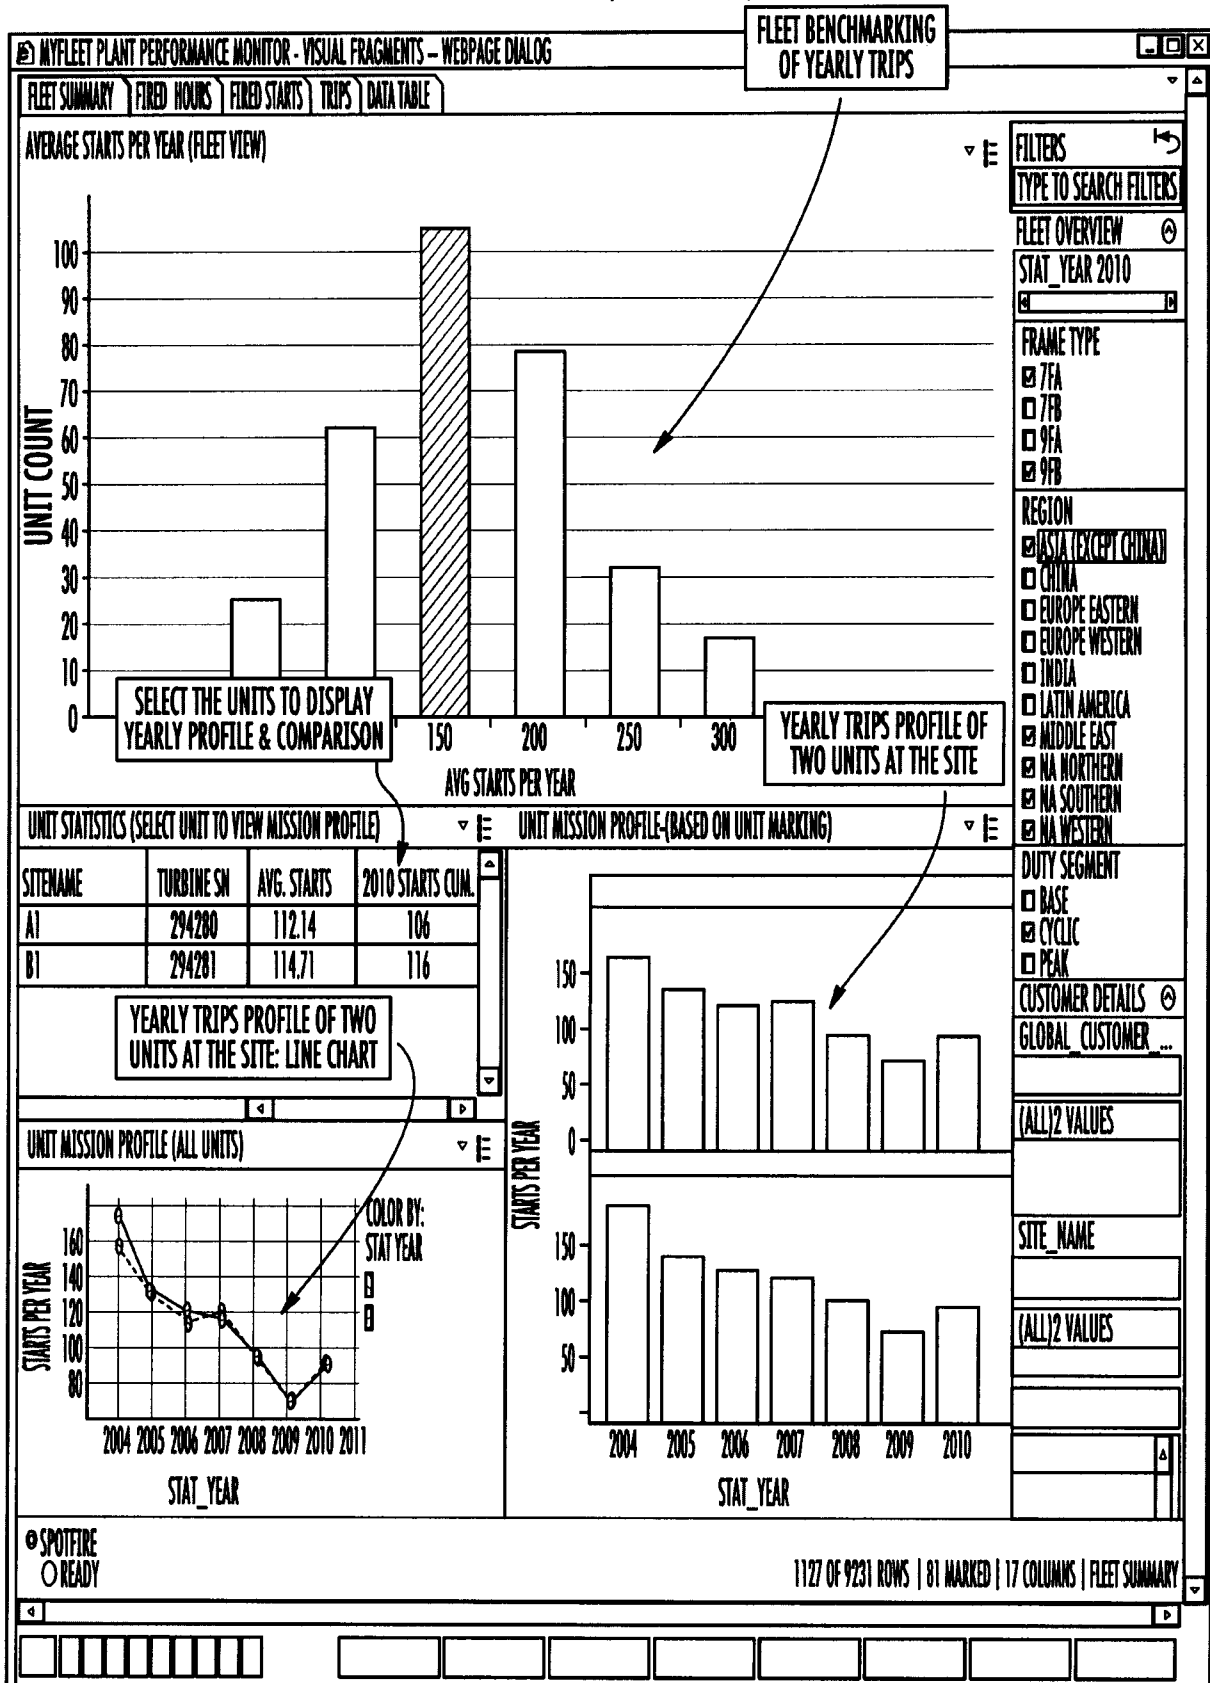 FLEET BENCHMARKING
OF YEARLY TRIPS
MYFLEET PLANT PERFORMANCE MONITOR - VISUAL FRAGMENTS – WEBPAGE DIALOG
FLEET SUMMARY FIRED HOURS FIRED STARTS TRIPS DATA TABLE
AVERAGE STARTS PER YEAR (FLEET VIEW)
UNIT COUNT
100
90
80
70
60
50
40
30
20
10
0
150 200 250 300
AVG STARTS PER YEAR
SELECT THE UNITS TO DISPLAY
YEARLY PROFILE & COMPARISON
YEARLY TRIPS PROFILE OF
TWO UNITS AT THE SITE
FILTERS
TYPE TO SEARCH FILTERS
FLEET OVERVIEW
STAT_YEAR 2010
FRAME TYPE
7FA
7FB
9FA
9FB
REGION
ASIA (EXCEPT CHINA)
CHINA
EUROPE EASTERN
EUROPE WESTERN
INDIA
LATIN AMERICA
MIDDLE EAST
NA NORTHERN
NA SOUTHERN
NA WESTERN
DUTY SEGMENT
BASE
CYCLIC
PEAK
CUSTOMER DETAILS
GLOBAL_CUSTOMER_...
(ALL)2 VALUES
SITE_NAME
(ALL)2 VALUES
UNIT STATISTICS (SELECT UNIT TO VIEW MISSION PROFILE)
SITENAME TURBINE SN AVG. STARTS 2010 STARTS CUM.
A1 294280 112.14 106
B1 294281 114.71 116
YEARLY TRIPS PROFILE OF TWO
UNITS AT THE SITE: LINE CHART
UNIT MISSION PROFILE (ALL UNITS)
STARTS PER YEAR
160
140
120
100
80
2004 2005 2006 2007 2008 2009 2010 2011
STAT_YEAR
COLOR BY:
STAT YEAR
UNIT MISSION PROFILE-(BASED ON UNIT MARKING)
STARTS PER YEAR
150
100
50
0
150
100
50
2004 2005 2006 2007 2008 2009 2010
STAT_YEAR
SPOTFIRE
READY
1127 OF 9231 ROWS | 81 MARKED | 17 COLUMNS | FLEET SUMMARY